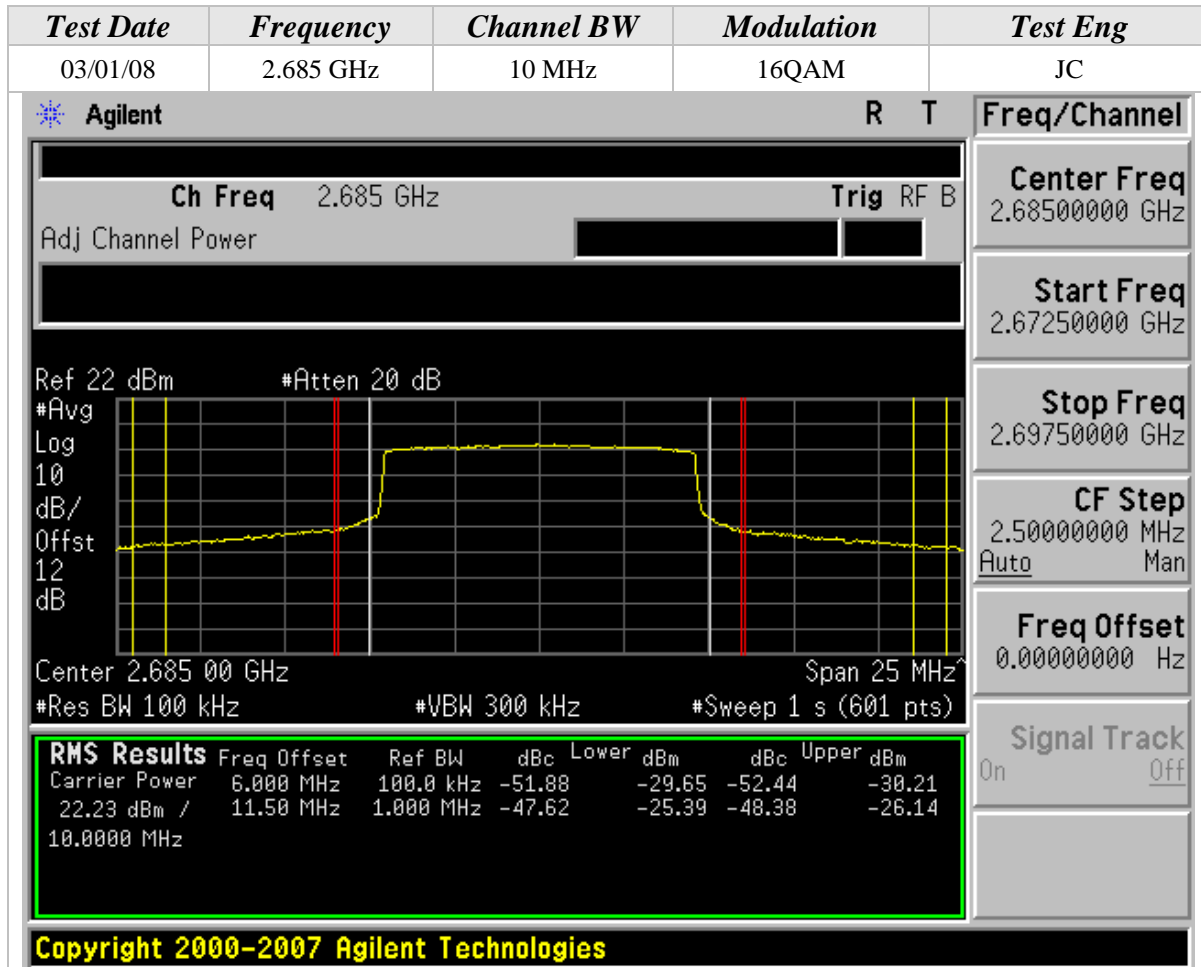 Test Date Frequency Channel BW Modulation Test Eng
03/01/08 2.685 GHz 10 MHz 16QAM JC
Agilent R T Freq/Channel
Ch Freq 2.685 GHz Trig RF B
Adj Channel Power
Center Freq
2.68500000 GHz
Start Freq
2.67250000 GHz
Stop Freq
2.69750000 GHz
CF Step
2.50000000 MHz
Auto Man
Freq Offset
0.00000000 Hz
Signal Track
On Off
Ref 22 dBm #Atten 20 dB
#Avg
Log
10
dB/
Offst
12
dB
Center 2.685 00 GHz Span 25 MHz^
#Res BW 100 kHz #VBW 300 kHz #Sweep 1 s (601 pts)
RMS Results Freq Offset Ref BW dBc Lower dBm dBc Upper dBm
Carrier Power 6.000 MHz 100.0 kHz -51.88 -29.65 -52.44 -30.21
22.23 dBm / 11.50 MHz 1.000 MHz -47.62 -25.39 -48.38 -26.14
10.0000 MHz
Copyright 2000-2007 Agilent Technologies